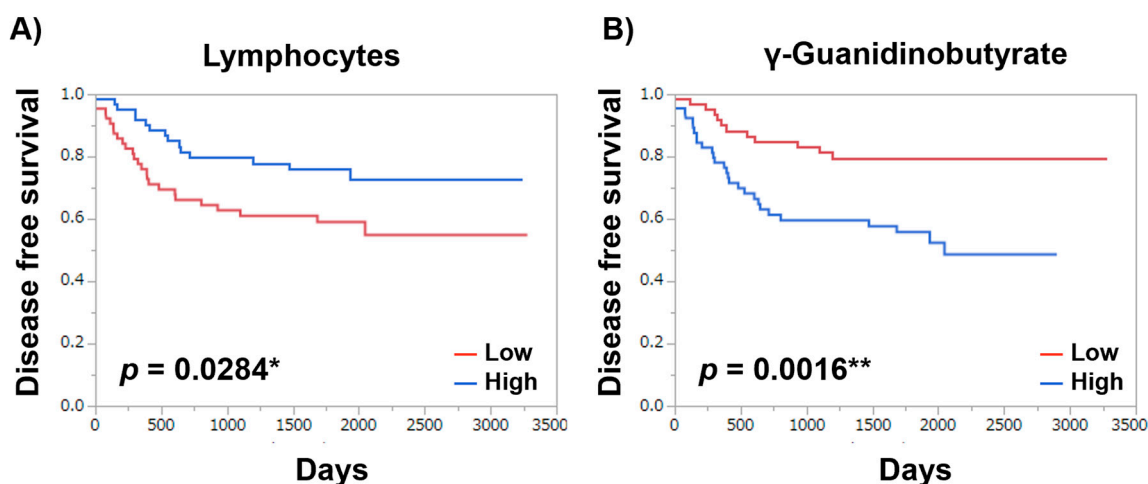 A)
Lymphocytes
Disease free survival
1.0
0.8
0.6
0.4
0.2
0.0
p = 0.0284*
Low
High
0 500 1000 1500 2000 2500 3000 3500
Days
B)
γ-Guanidinobutyrate
Disease free survival
1.0
0.8
0.6
0.4
0.2
0.0
p = 0.0016**
Low
High
0 500 1000 1500 2000 2500 3000 3500
Days